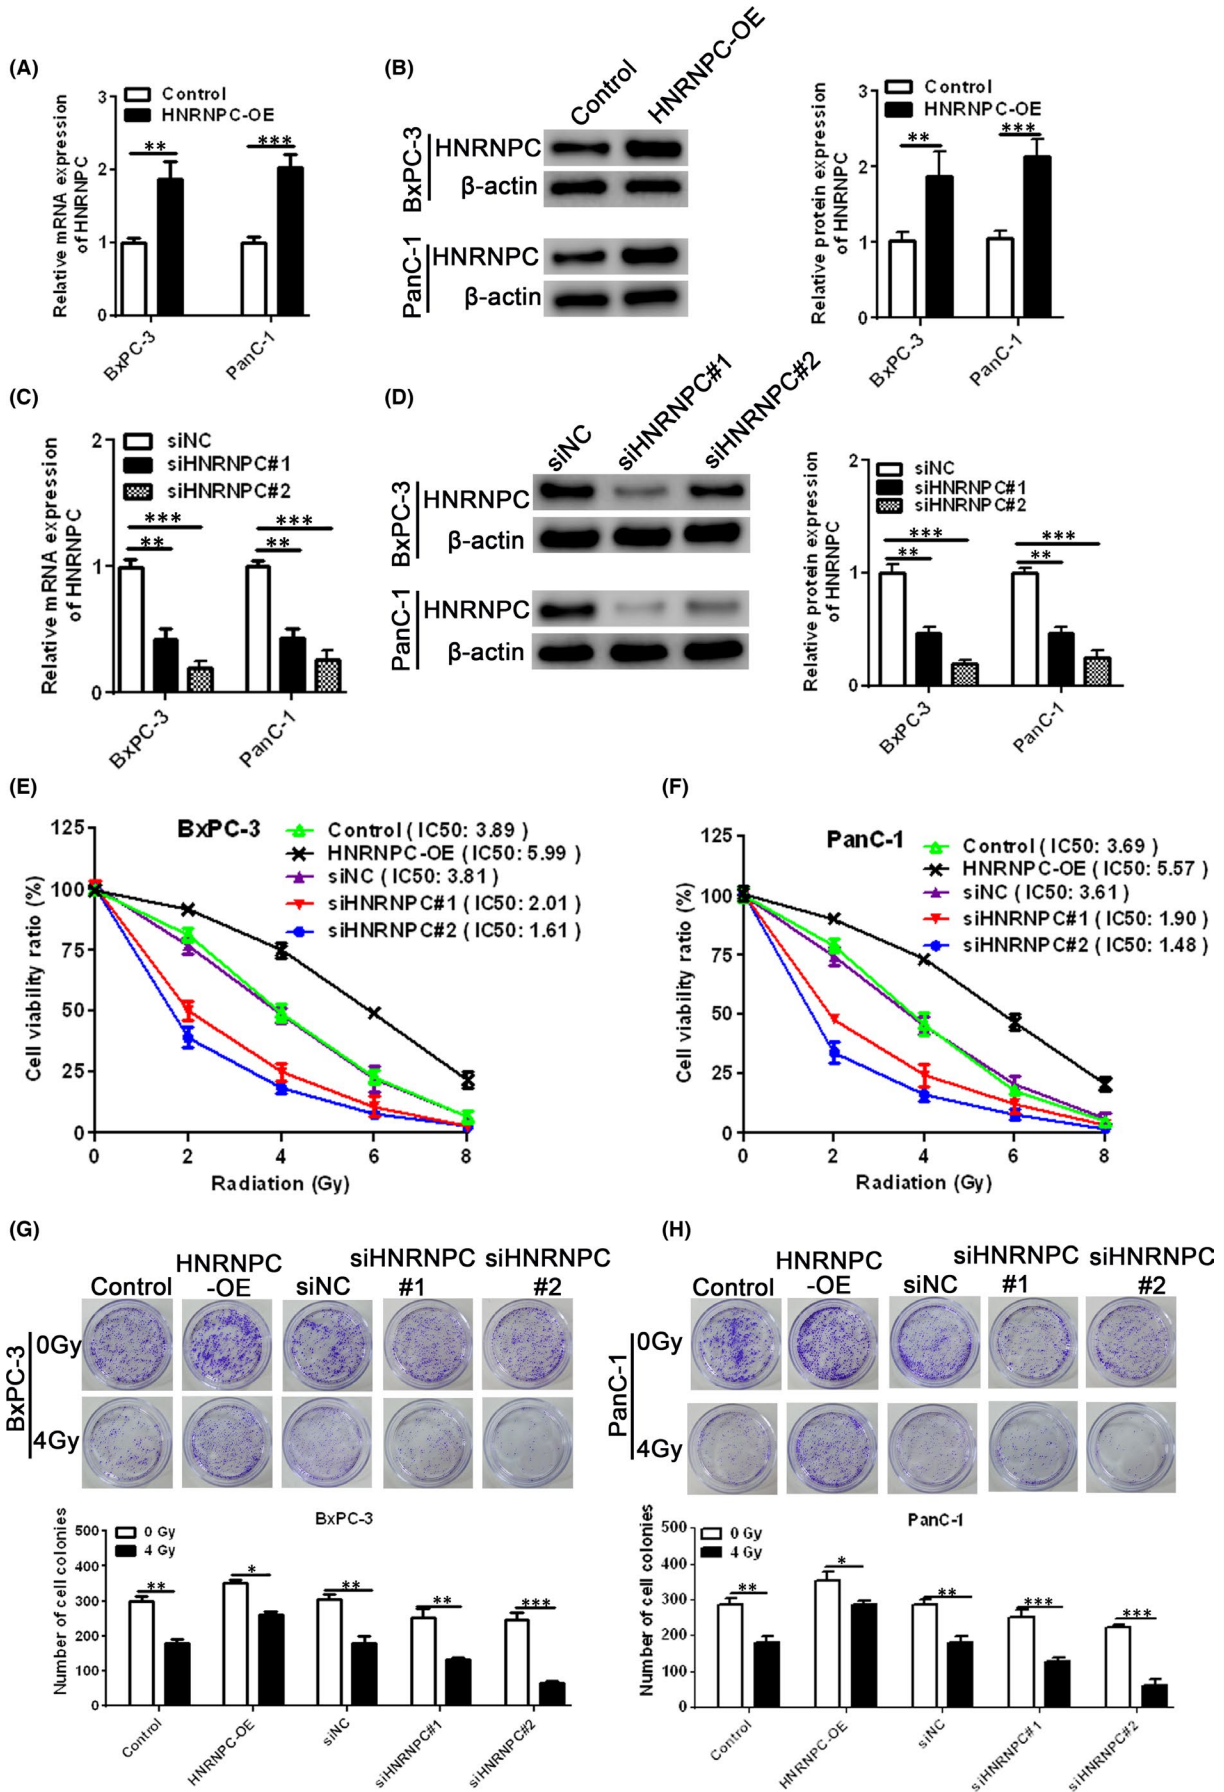 (A)
Relative mRNA expression
of HNRNPC
Control
HNRNPC-OE
3
2
1
0
**
***
BxPC-3
PanC-1
(B)
Control
HNRNPC-OE
BxPC-3
HNRNPC
β-actin
PanC-1
HNRNPC
β-actin
Relative protein expression
of HNRNPC
Control
HNRNPC-OE
3
2
1
0
**
***
BxPC-3
PanC-1
(C)
Relative mRNA expression
of HNRNPC
siNC
siHNRNPC#1
siHNRNPC#2
2
1
0
***
**
***
**
BxPC-3
PanC-1
(D)
siNC
siHNRNPC#1
siHNRNPC#2
BxPC-3
HNRNPC
β-actin
PanC-1
HNRNPC
β-actin
Relative protein expression
of HNRNPC
siNC
siHNRNPC#1
siHNRNPC#2
2
1
0
***
**
***
**
BxPC-3
PanC-1
(E)
BxPC-3
Control ( IC50: 3.89 )
HNRNPC-OE ( IC50: 5.99 )
siNC ( IC50: 3.81 )
siHNRNPC#1 ( IC50: 2.01 )
siHNRNPC#2 ( IC50: 1.61 )
Cell viability ratio (%)
125
100
75
50
25
0
0 2 4 6 8
Radiation (Gy)
(F)
PanC-1
Control ( IC50: 3.69 )
HNRNPC-OE ( IC50: 5.57 )
siNC ( IC50: 3.61 )
siHNRNPC#1 ( IC50: 1.90 )
siHNRNPC#2 ( IC50: 1.48 )
Cell viability ratio (%)
125
100
75
50
25
0
0 2 4 6 8
Radiation (Gy)
(G)
Control
HNRNPC
-OE
siNC
siHNRNPC
#1
siHNRNPC
#2
BxPC-3
0Gy
4Gy
BxPC-3
0 Gy
4 Gy
Number of cell colonies
500
400
300
200
100
0
**
*
**
**
***
Control
HNRNPC-OE
siNC
siHNRNPC#1
siHNRNPC#2
(H)
Control
HNRNPC
-OE
siNC
siHNRNPC
#1
siHNRNPC
#2
PanC-1
0Gy
4Gy
PanC-1
0 Gy
4 Gy
Number of cell colonies
500
400
300
200
100
0
**
*
**
***
***
Control
HNRNPC-OE
siNC
siHNRNPC#1
siHNRNPC#2